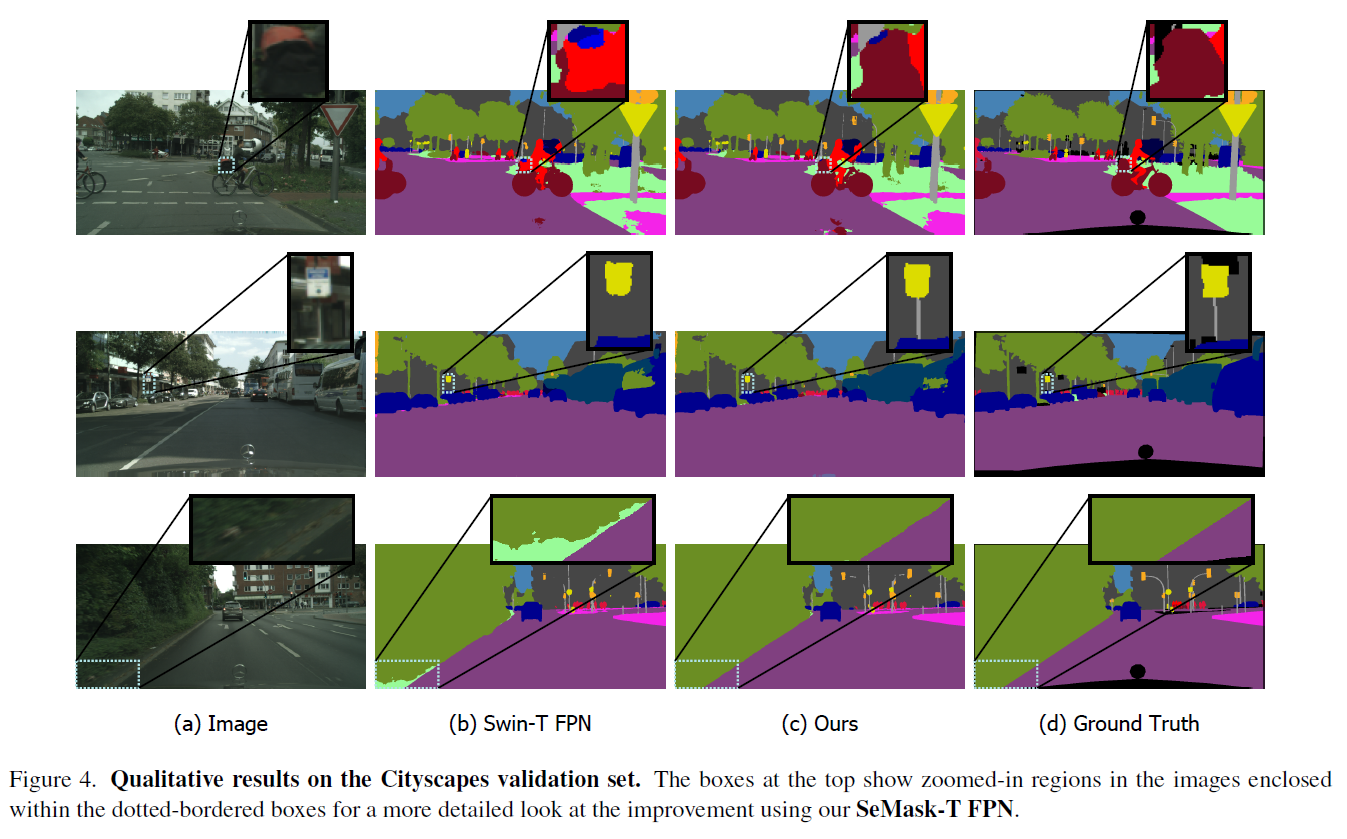 (a) Image
(b) Swin-T FPN
(c) Ours
(d) Ground Truth
Figure 4. Qualitative results on the Cityscapes validation set. The boxes at the top show zoomed-in regions in the images enclosed
within the dotted-bordered boxes for a more detailed look at the improvement using our SeMask-T FPN.